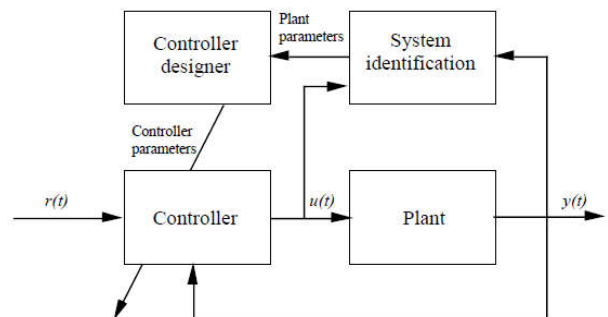 Controller
designer
Plant
parameters
System
identification
Controller
parameters
r(t)
Controller
u(t)
Plant
y(t)